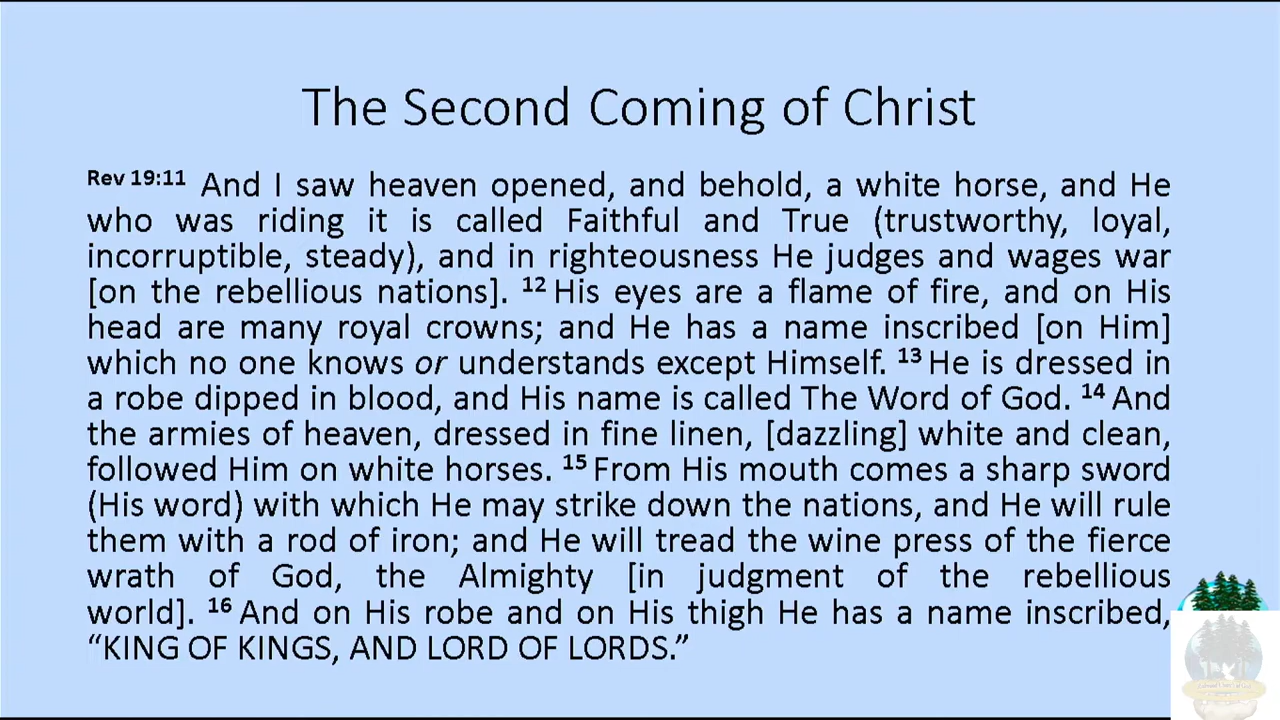 The Second Coming of Christ
Rev 19:11 And I saw heaven opened, and behold, a white horse, and He
who was riding it is called Faithful and True (trustworthy, loyal,
incorruptible, steady), and in righteousness He judges and wages war
[on the rebellious nations]. 12 His eyes are a flame of fire, and on His
head are many royal crowns; and He has a name inscribed [on Him]
which no one knows or understands except Himself. 13 He is dressed in
a robe dipped in blood, and His name is called The Word of God. 14 And
the armies of heaven, dressed in fine linen, [dazzling] white and clean,
followed Him on white horses. 15 From His mouth comes a sharp sword
(His word) with which He may strike down the nations, and He will rule
them with a rod of iron; and He will tread the wine press of the fierce
wrath of God, the Almighty [in judgment of the rebellious
world]. 16 And on His robe and on His thigh He has a name inscribed,
“KING OF KINGS, AND LORD OF LORDS.”